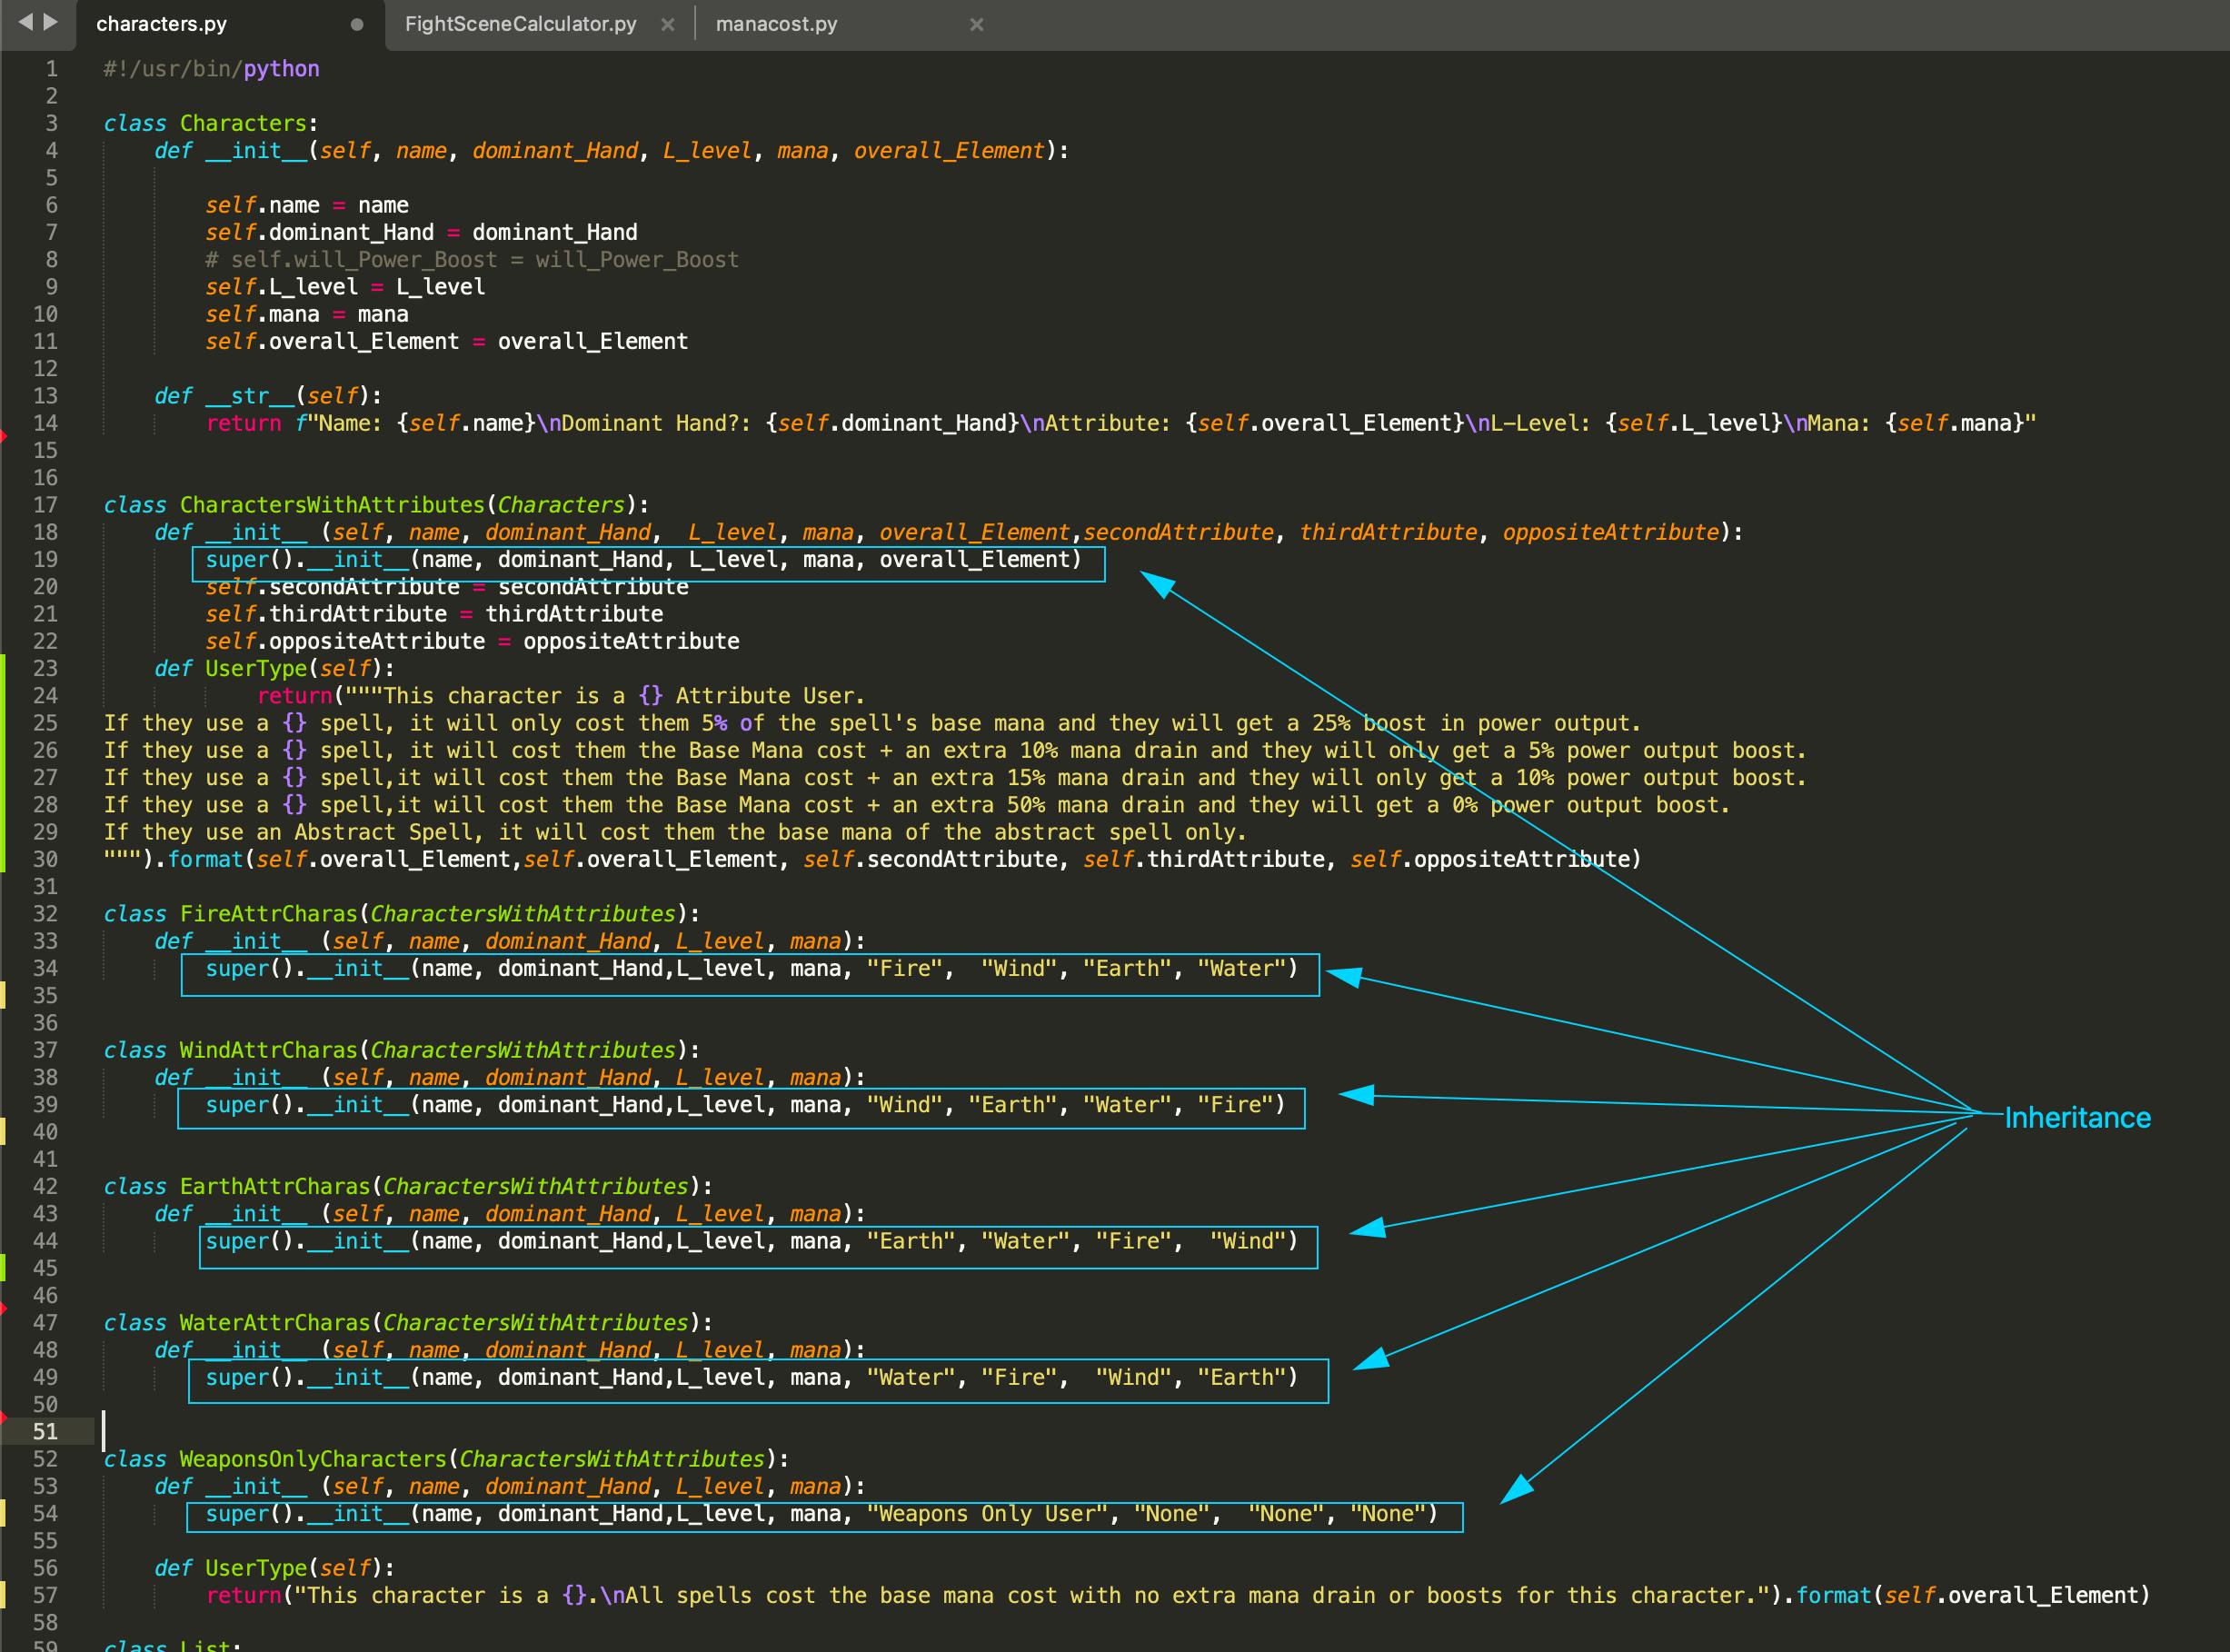 characters.py
FightSceneCalculator.py ×
manacost.py ×
1 #!/usr/bin/python
2
3 class Characters:
4     def __init__(self, name, dominant_Hand, L_level, mana, overall_Element):
5
6         self.name = name
7         self.dominant_Hand = dominant_Hand
8         # self.will_Power_Boost = will_Power_Boost
9         self.L_level = L_level
10         self.mana = mana
11         self.overall_Element = overall_Element
12
13     def __str__(self):
14         return f"Name: {self.name}\nDominant Hand?: {self.dominant_Hand}\nAttribute: {self.overall_Element}\nL-Level: {self.L_level}\nMana: {self.mana}"
15
16
17 class CharactersWithAttributes(Characters):
18     def __init__ (self, name, dominant_Hand,  L_level, mana, overall_Element,secondAttribute, thirdAttribute, oppositeAttribute):
19         super().__init__(name, dominant_Hand, L_level, mana, overall_Element)
20         self.secondAttribute = secondAttribute
21         self.thirdAttribute = thirdAttribute
22         self.oppositeAttribute = oppositeAttribute
23     def UserType(self):
24             return("""This character is a {} Attribute User.
25 If they use a {} spell, it will only cost them 5% of the spell's base mana and they will get a 25% boost in power output.
26 If they use a {} spell, it will cost them the Base Mana cost + an extra 10% mana drain and they will only get a 5% power output boost.
27 If they use a {} spell,it will cost them the Base Mana cost + an extra 15% mana drain and they will only get a 10% power output boost.
28 If they use a {} spell,it will cost them the Base Mana cost + an extra 50% mana drain and they will get a 0% power output boost.
29 If they use an Abstract Spell, it will cost them the base mana of the abstract spell only.
30 """).format(self.overall_Element,self.overall_Element, self.secondAttribute, self.thirdAttribute, self.oppositeAttribute)
31
32 class FireAttrCharas(CharactersWithAttributes):
33     def __init__ (self, name, dominant_Hand, L_level, mana):
34         super().__init__(name, dominant_Hand,L_level, mana, "Fire",  "Wind", "Earth", "Water")
35
36
37 class WindAttrCharas(CharactersWithAttributes):
38     def __init__ (self, name, dominant_Hand, L_level, mana):
39         super().__init__(name, dominant_Hand,L_level, mana, "Wind", "Earth", "Water", "Fire")
Inheritance
40
41
42 class EarthAttrCharas(CharactersWithAttributes):
43     def __init__ (self, name, dominant_Hand, L_level, mana):
44         super().__init__(name, dominant_Hand,L_level, mana, "Earth", "Water", "Fire",  "Wind")
45
46
47 class WaterAttrCharas(CharactersWithAttributes):
48     def __init__ (self, name, dominant_Hand, L_level, mana):
49         super().__init__(name, dominant_Hand,L_level, mana, "Water", "Fire",  "Wind", "Earth")
50
51
52 class WeaponsOnlyCharacters(CharactersWithAttributes):
53     def __init__ (self, name, dominant_Hand, L_level, mana):
54         super().__init__(name, dominant_Hand,L_level, mana, "Weapons Only User", "None",  "None", "None")
55
56     def UserType(self):
57         return("This character is a {}.\nAll spells cost the base mana cost with no extra mana drain or boosts for this character.").format(self.overall_Element)
58
59 class List: